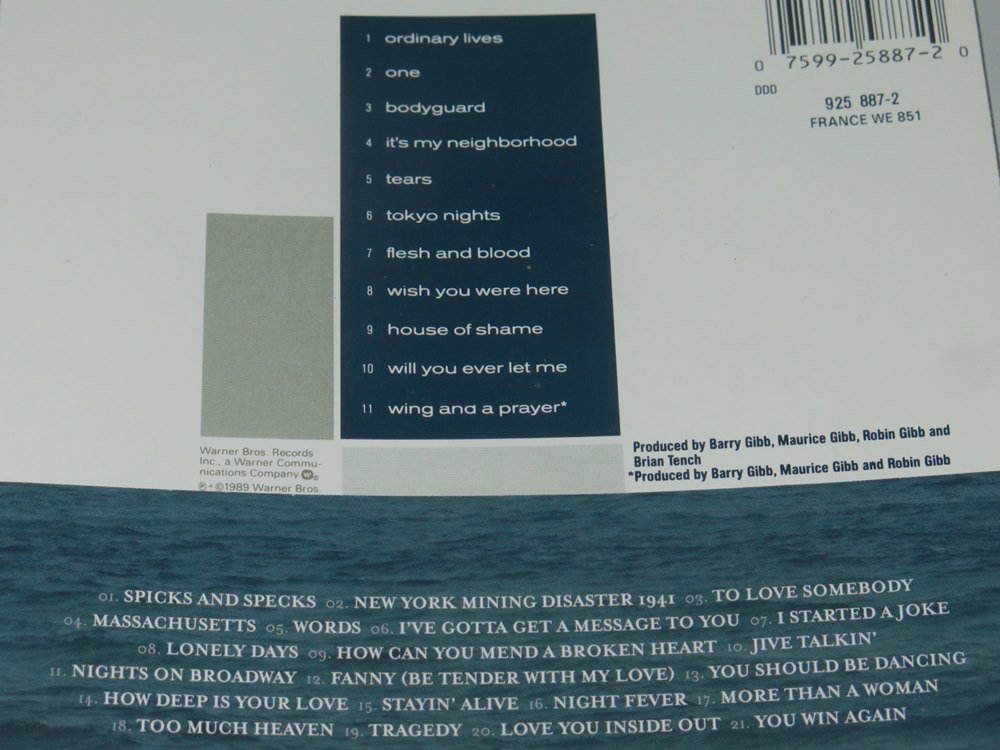 1 ordinary lives
2 one
3 bodyguard
4 it's my neighborhood
5 tears
6 tokyo nights
7 flesh and blood
8 wish you were here
9 house of shame
10 will you ever let me
11 wing and a prayer*
0 7599-25887-2 0
DDD
925 887-2
FRANCE WE 851
Warner Bros. Records
Inc., a Warner Commu-
nications Company
℗+©1989 Warner Bros
Produced by Barry Gibb, Maurice Gibb, Robin Gibb and
Brian Tench
*Produced by Barry Gibb, Maurice Gibb and Robin Gibb
01. SPICKS AND SPECKS 02. NEW YORK MINING DISASTER 1941 03. TO LOVE SOMEBODY
04. MASSACHUSETTS 05. WORDS 06. I'VE GOTTA GET A MESSAGE TO YOU 07. I STARTED A JOKE
08. LONELY DAYS 09. HOW CAN YOU MEND A BROKEN HEART 10. JIVE TALKIN'
11. NIGHTS ON BROADWAY 12. FANNY (BE TENDER WITH MY LOVE) 13. YOU SHOULD BE DANCING
14. HOW DEEP IS YOUR LOVE 15. STAYIN' ALIVE 16. NIGHT FEVER 17. MORE THAN A WOMAN
18. TOO MUCH HEAVEN 19. TRAGEDY 20. LOVE YOU INSIDE OUT 21. YOU WIN AGAIN